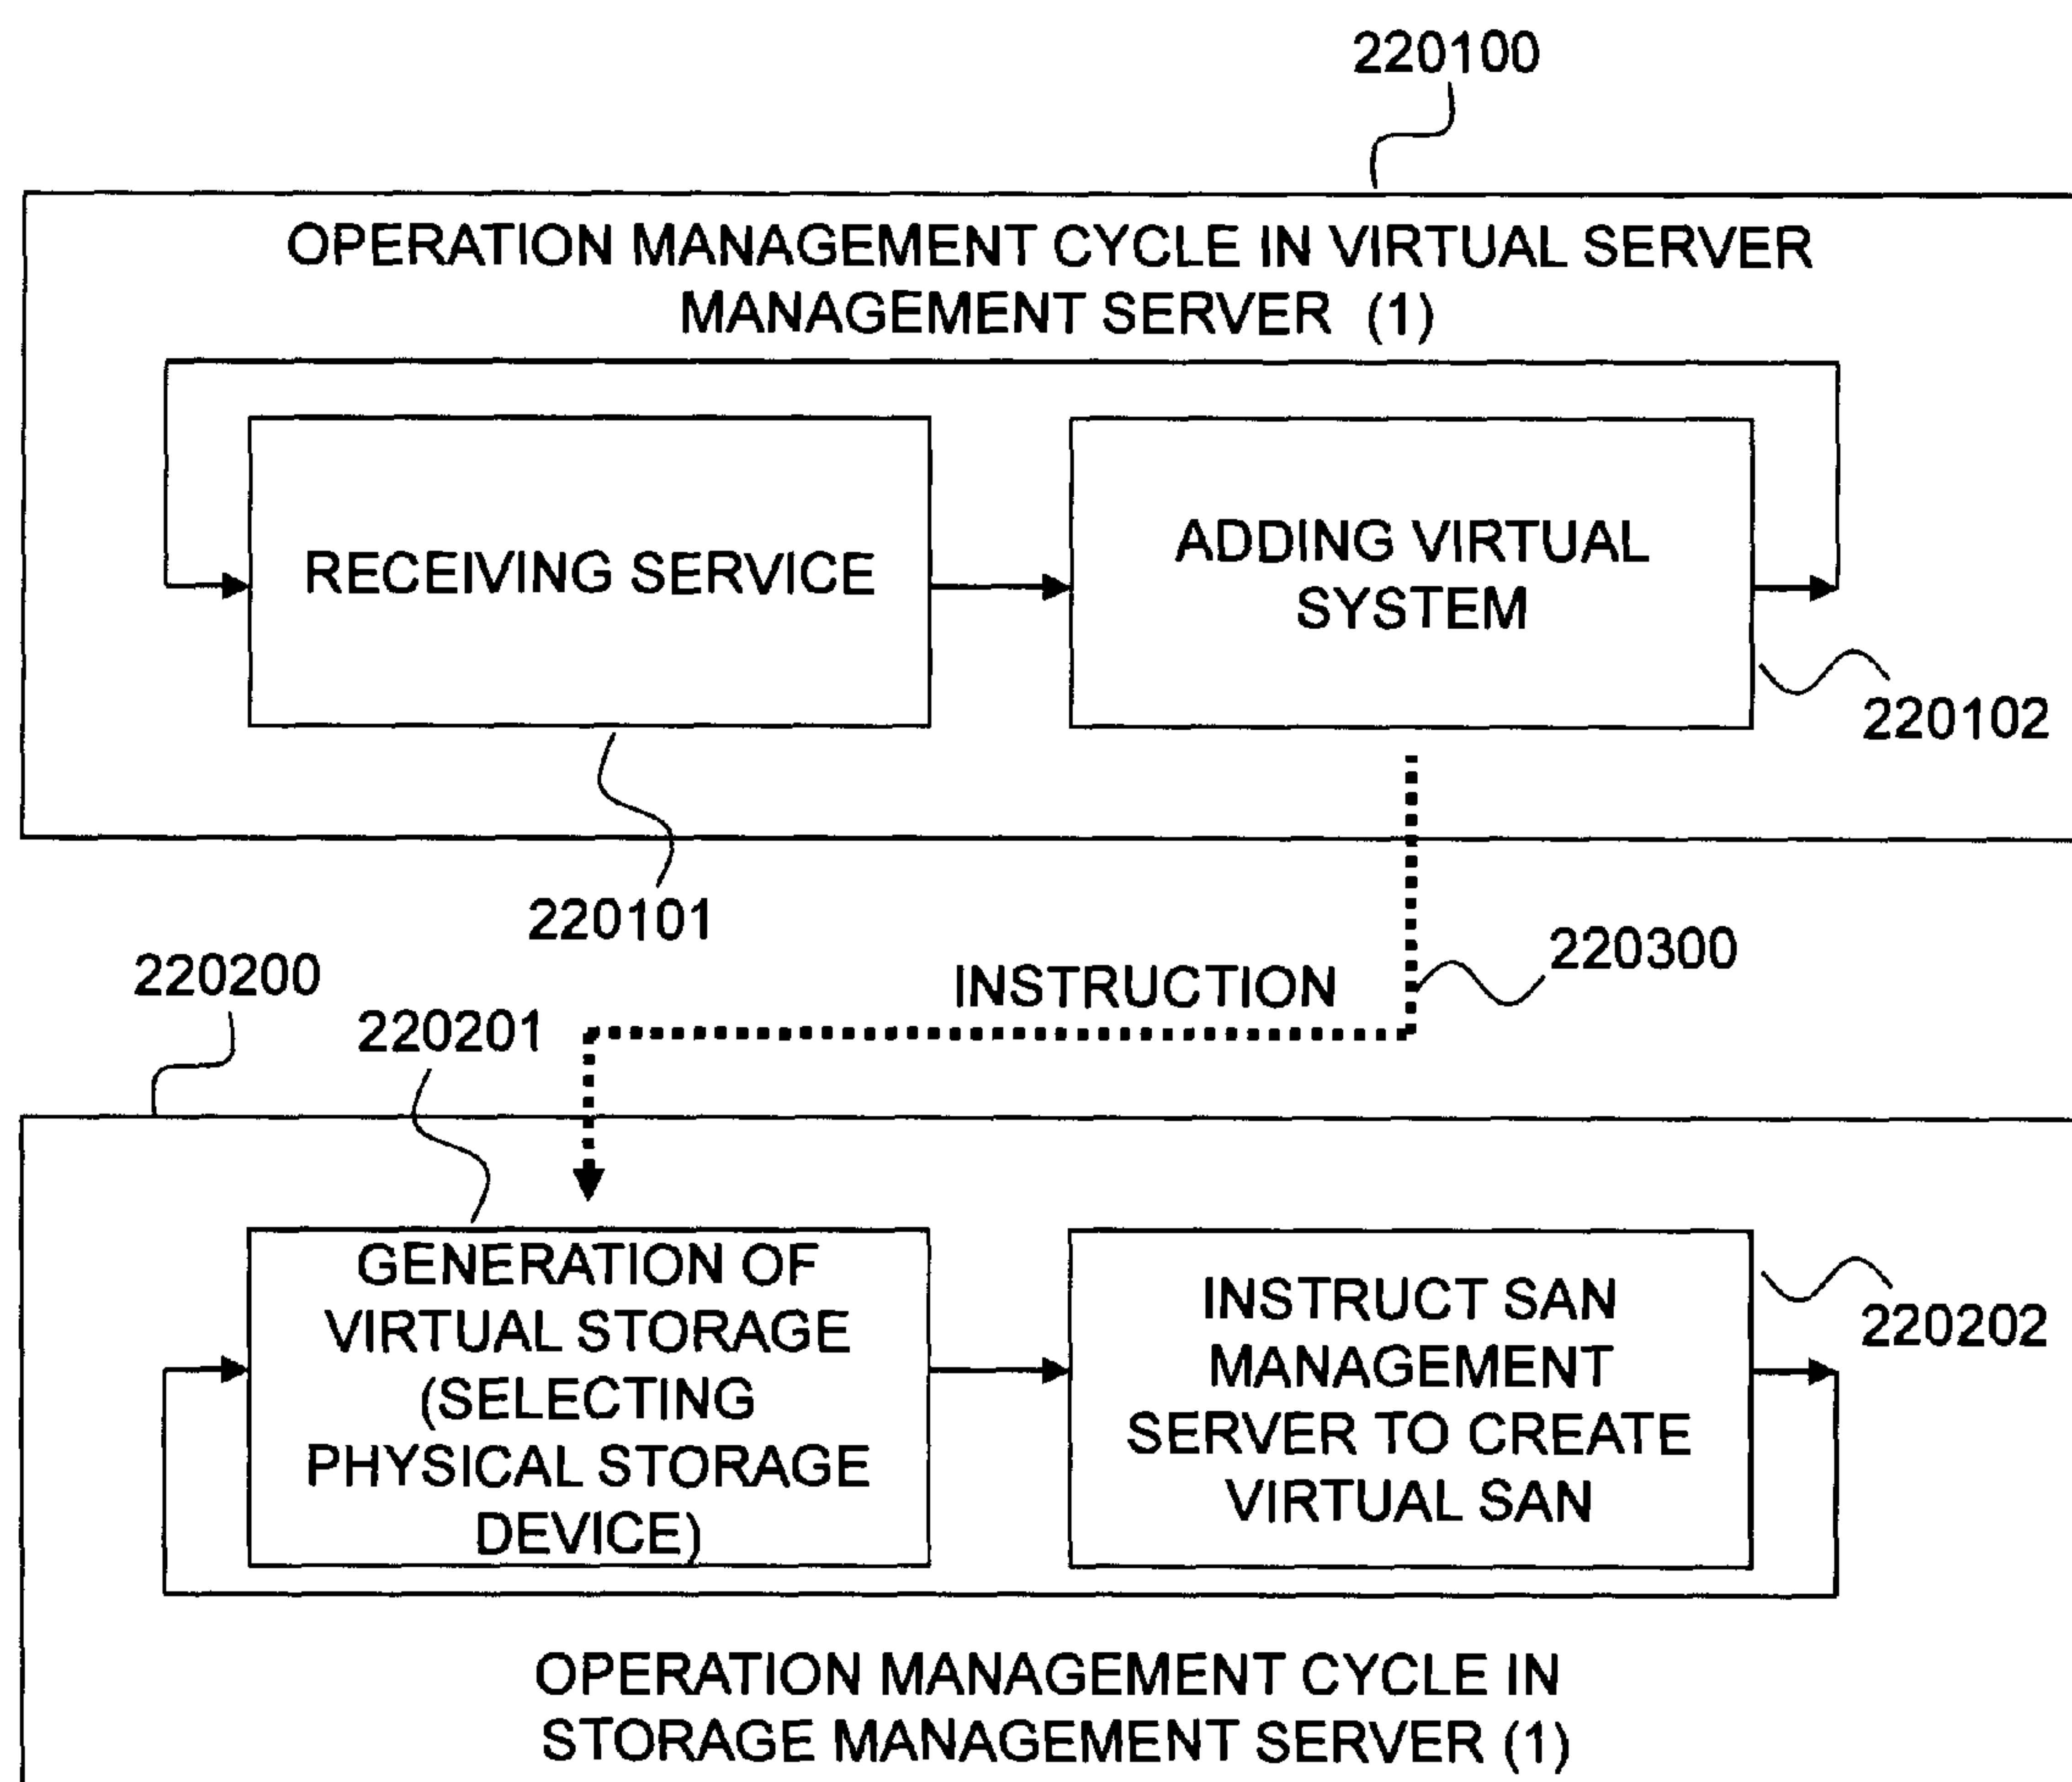 220100
OPERATION MANAGEMENT CYCLE IN VIRTUAL SERVER
MANAGEMENT SERVER (1)
RECEIVING SERVICE
ADDING VIRTUAL
SYSTEM
220102
220101
220300
INSTRUCTION
220200
220201
GENERATION OF
VIRTUAL STORAGE
(SELECTING
PHYSICAL STORAGE
DEVICE)
INSTRUCT SAN
MANAGEMENT
SERVER TO CREATE
VIRTUAL SAN
220202
OPERATION MANAGEMENT CYCLE IN
STORAGE MANAGEMENT SERVER (1)